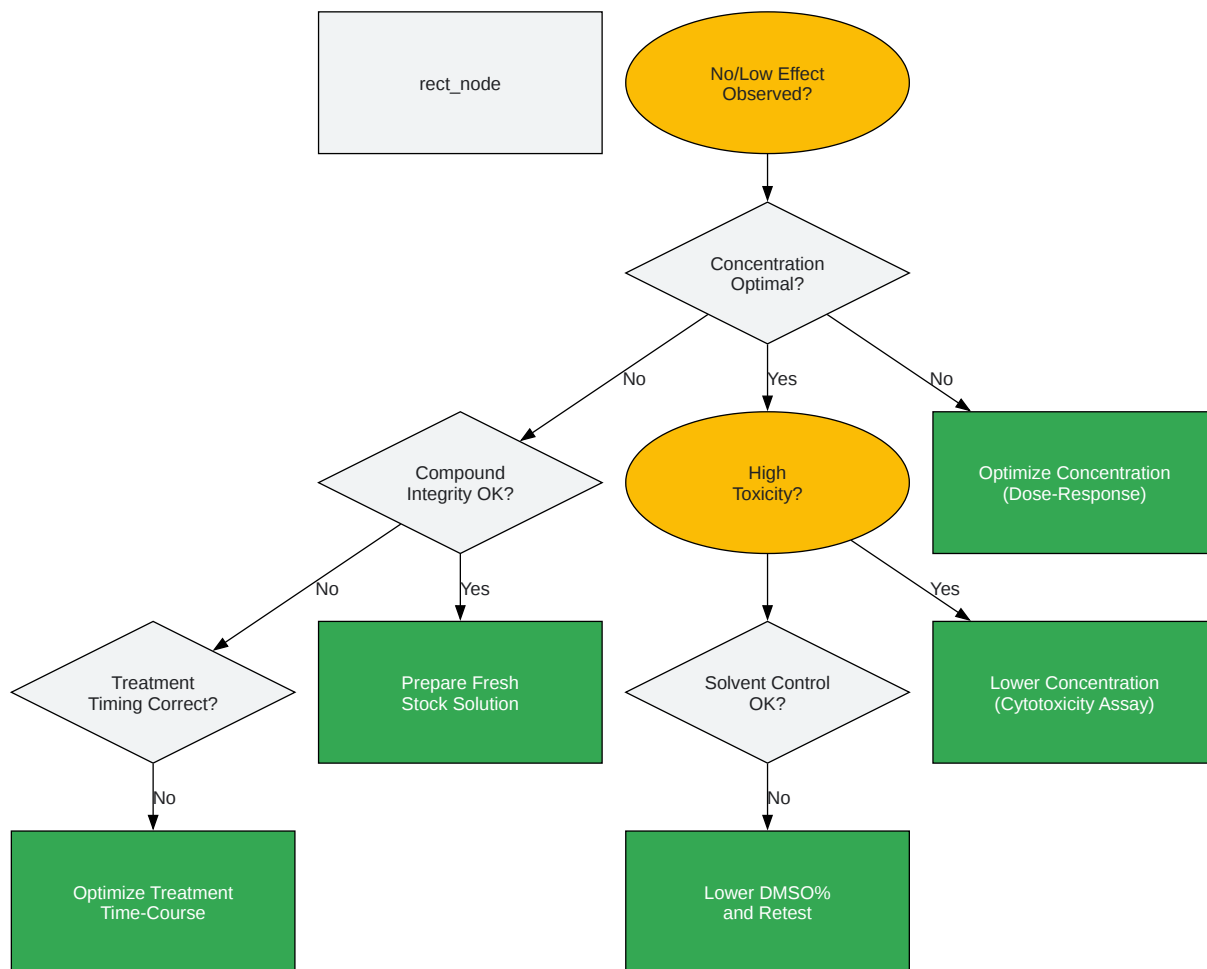 rect_node
No/Low Effect
Observed?
Concentration
Optimal?
No
Yes
No
Compound
Integrity OK?
High
Toxicity?
Optimize Concentration
(Dose-Response)
No
Yes
Yes
Treatment
Timing Correct?
Prepare Fresh
Stock Solution
Solvent Control
OK?
Lower Concentration
(Cytotoxicity Assay)
No
No
Optimize Treatment
Time-Course
Lower DMSO%
and Retest